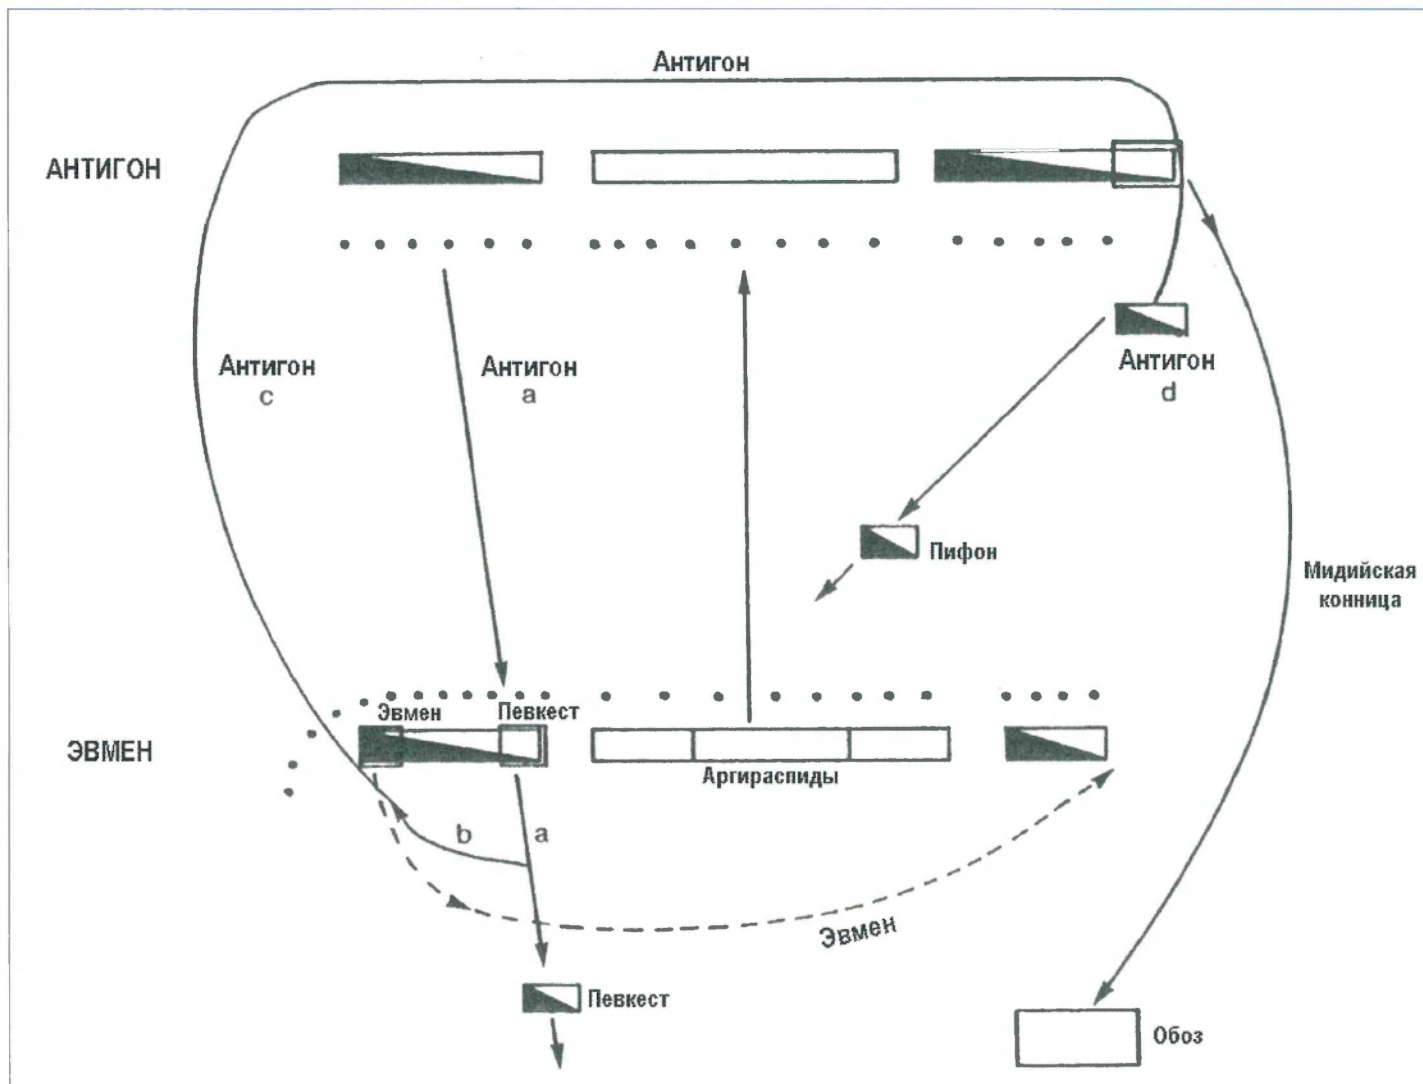 Антигон
АНТИГОН
Антигон
c
Антигон
a
Антигон
d
Пифон
Мидийская
конница
Эвмен
Певкест
ЭВМЕН
Аргираспиды
b
a
Эвмен
Певкест
Обоз